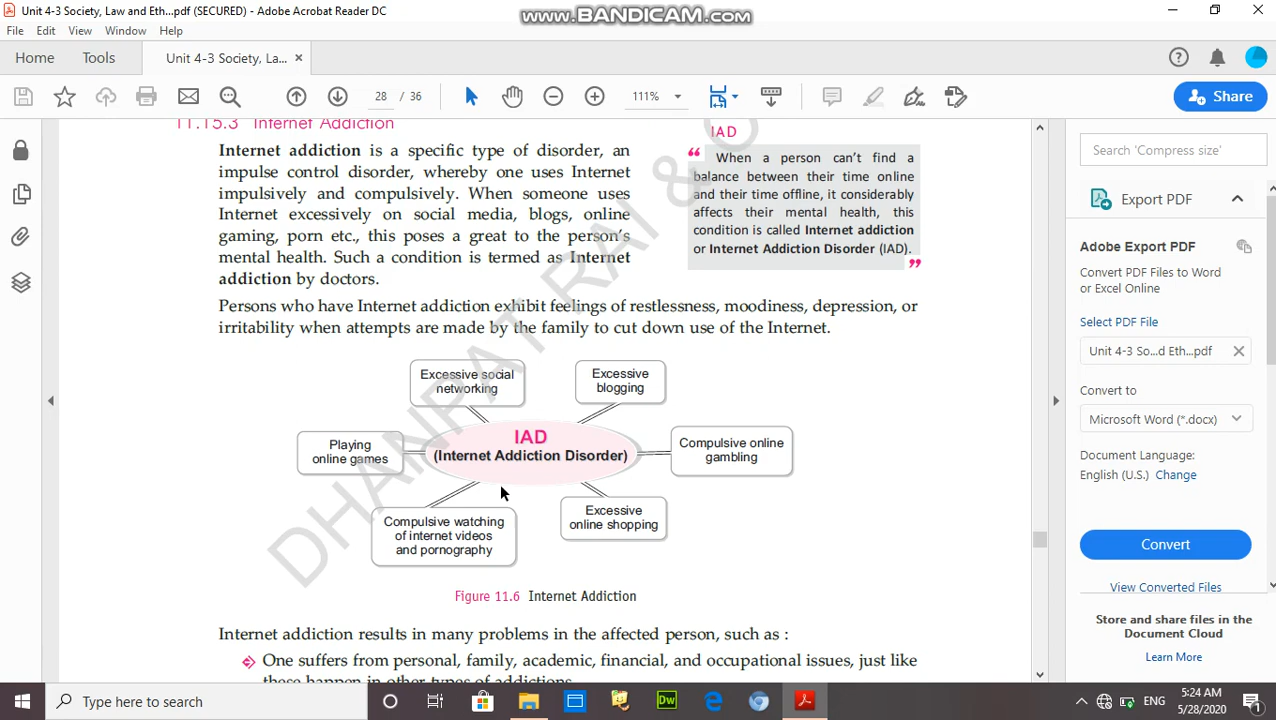 Unit 4-3 Society, Law and Eth...pdf (SECURED) - Adobe Acrobat Reader DC
www.BANDICAM.com
File Edit View Window Help
Home Tools Unit 4-3 Society, La... ×
28 / 36 111% Share
11.15.3 Internet Addiction
Internet addiction is a specific type of disorder, an
impulse control disorder, whereby one uses Internet
impulsively and compulsively. When someone uses
Internet excessively on social media, blogs, online
gaming, porn etc., this poses a great to the person's
mental health. Such a condition is termed as Internet
addiction by doctors.
IAD
“ When a person can't find a
balance between their time online
and their time offline, it considerably
affects their mental health, this
condition is called Internet addiction
or Internet Addiction Disorder (IAD).
”
Persons who have Internet addiction exhibit feelings of restlessness, moodiness, depression, or
irritability when attempts are made by the family to cut down use of the Internet.
Excessive social
networking
Excessive
blogging
Playing
online games
IAD
(Internet Addiction Disorder)
Compulsive online
gambling
Compulsive watching
of internet videos
and pornography
Excessive
online shopping
Figure 11.6 Internet Addiction
Internet addiction results in many problems in the affected person, such as :
One suffers from personal, family, academic, financial, and occupational issues, just like
these happen in other types of addictions.
DHANPAT RAI & C
Search 'Compress size'
Export PDF
Adobe Export PDF
Convert PDF Files to Word
or Excel Online
Select PDF File
Unit 4-3 So...d Eth...pdf
Convert to
Microsoft Word (*.docx)
Document Language:
English (U.S.) Change
Convert
View Converted Files
Store and share files in the
Document Cloud
Learn More
Type here to search
Dw
ENG
5:24 AM
5/28/2020
1